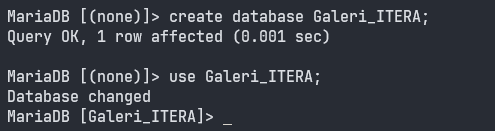 MariaDB [(none)]> create database Galeri_ITERA;
Query OK, 1 row affected (0.001 sec)
MariaDB [(none)]> use Galeri_ITERA;
Database changed
MariaDB [Galeri_ITERA]> _